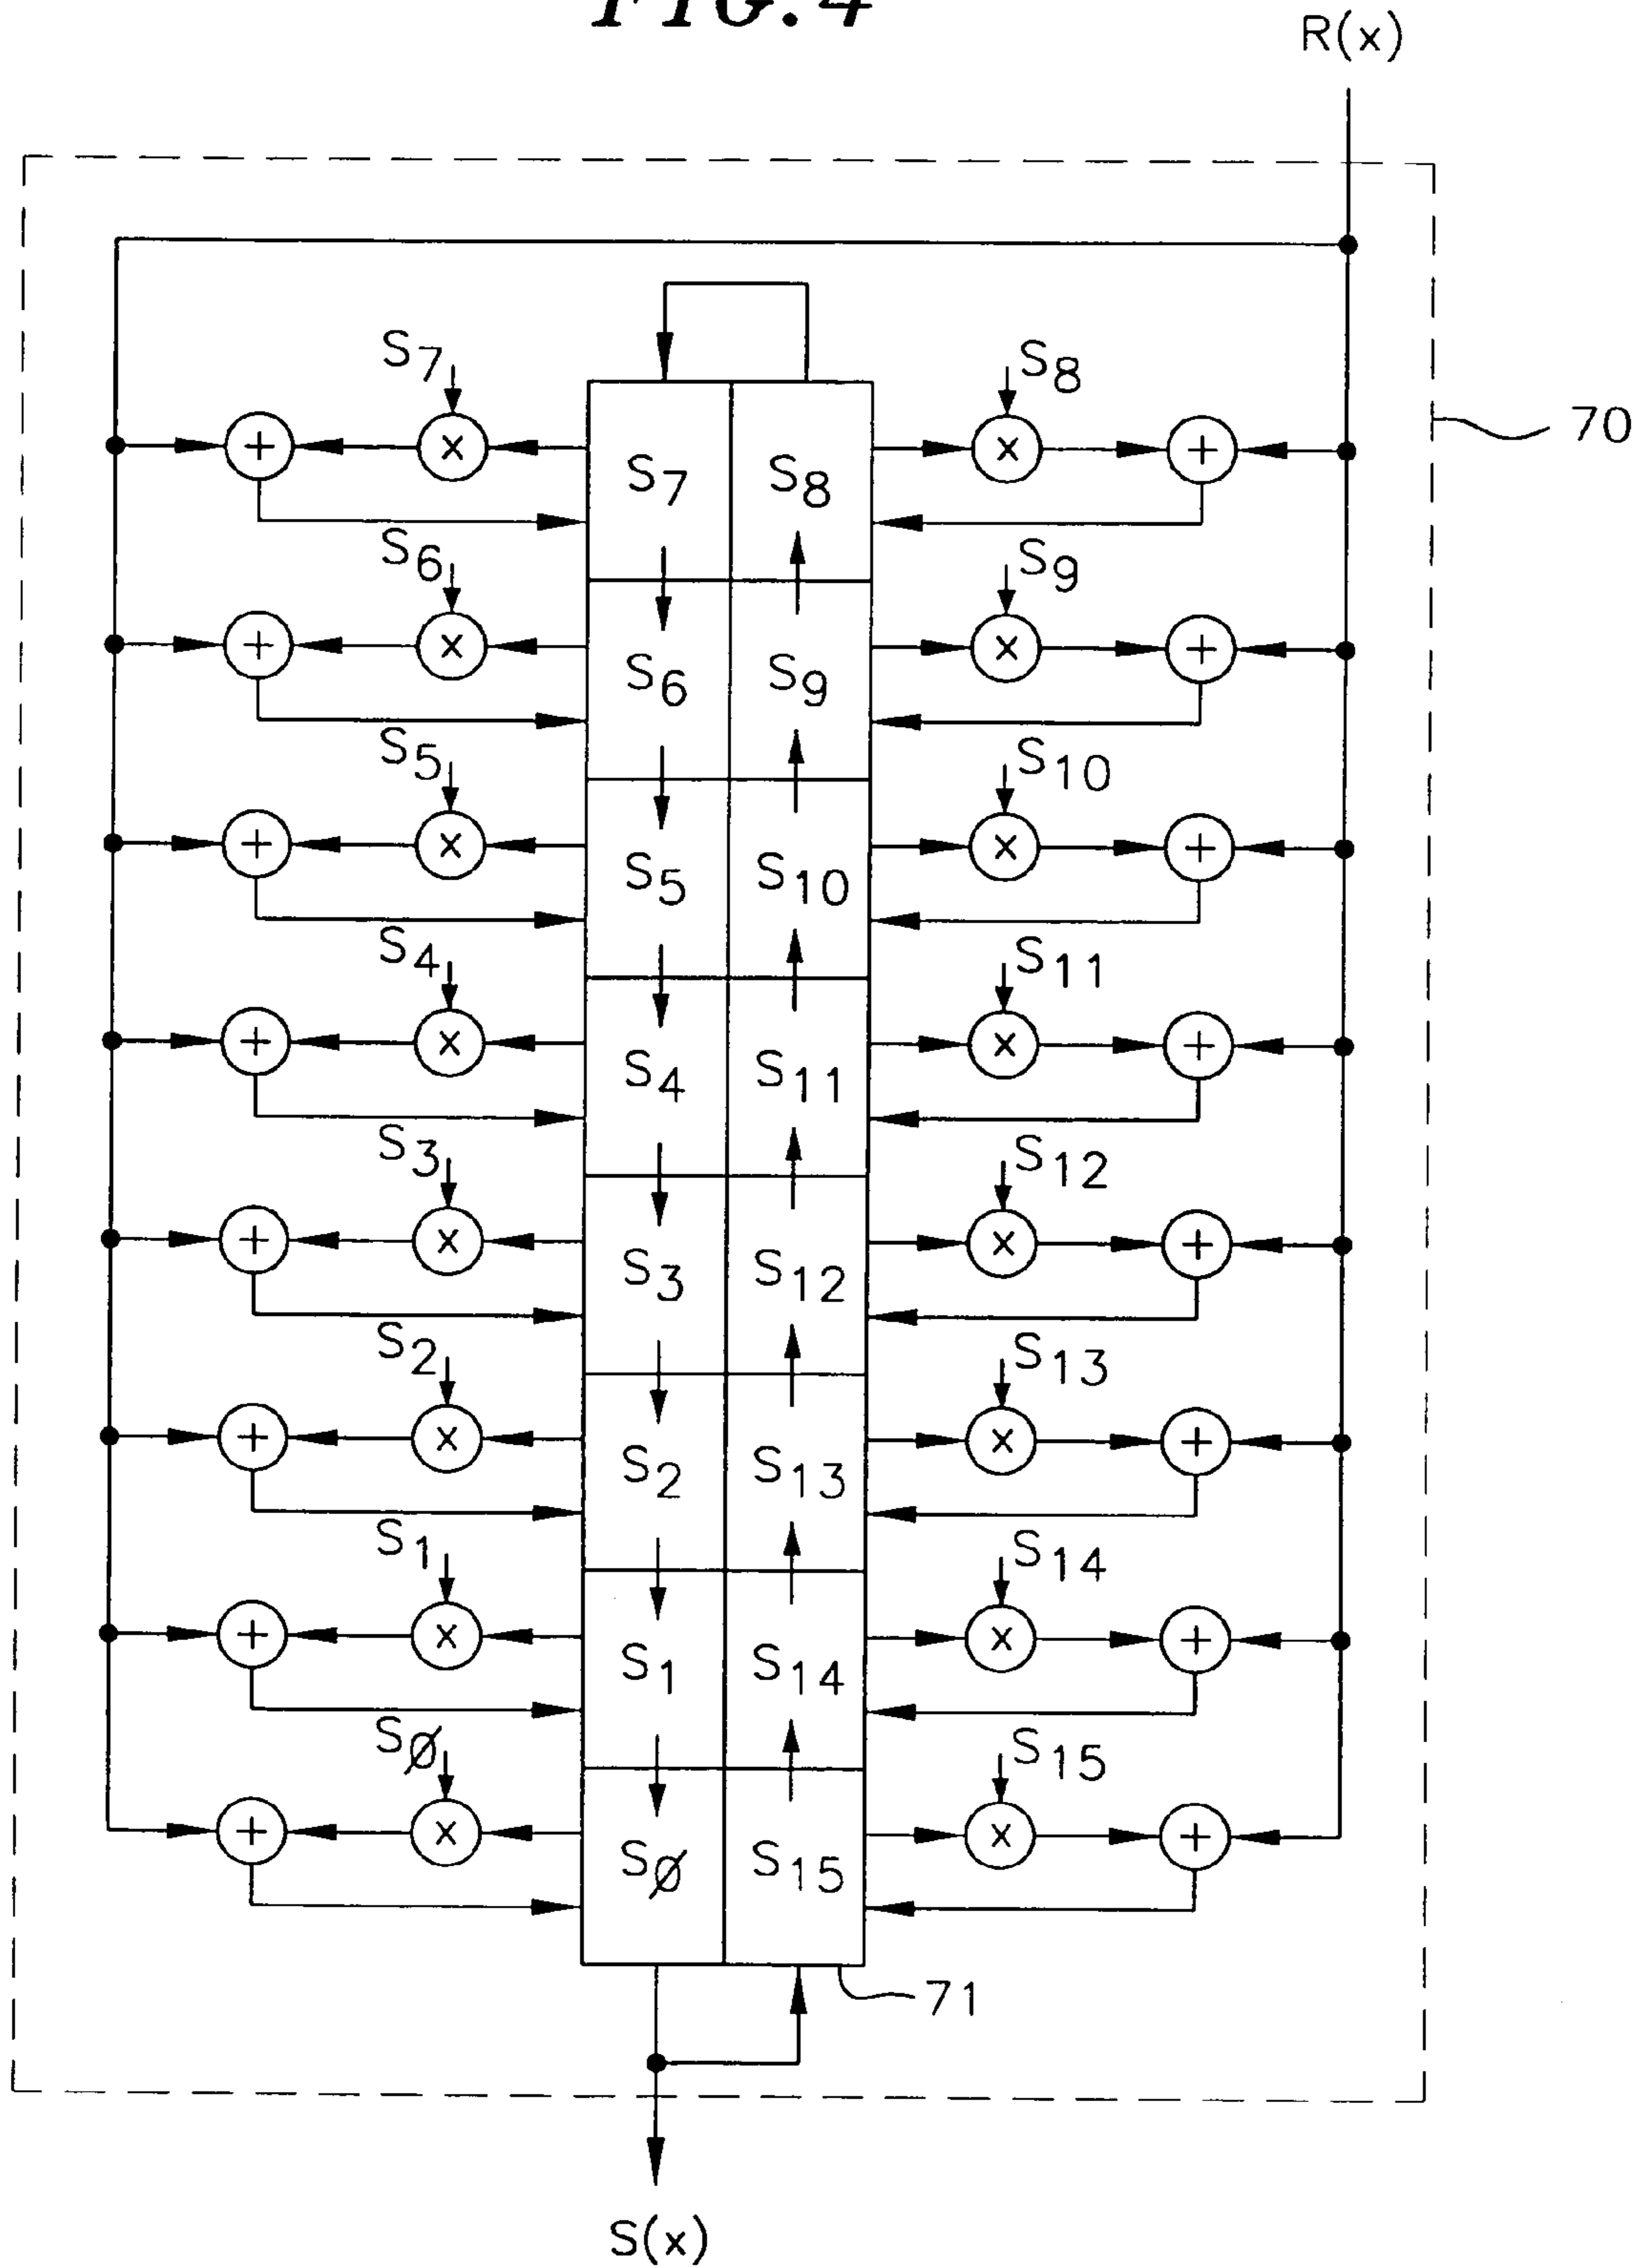 FIG. 4
R(x)
70
S7 S8
+ x S7 S8 x +
S6 S9
+ x S6 S9 x +
S5 S10
+ x S5 S10 x +
S4 S11
+ x S4 S11 x +
S3 S12
+ x S3 S12 x +
S2 S13
+ x S2 S13 x +
S1 S14
+ x S1 S14 x +
SØ S15
+ x SØ S15 x +
71
S(x)